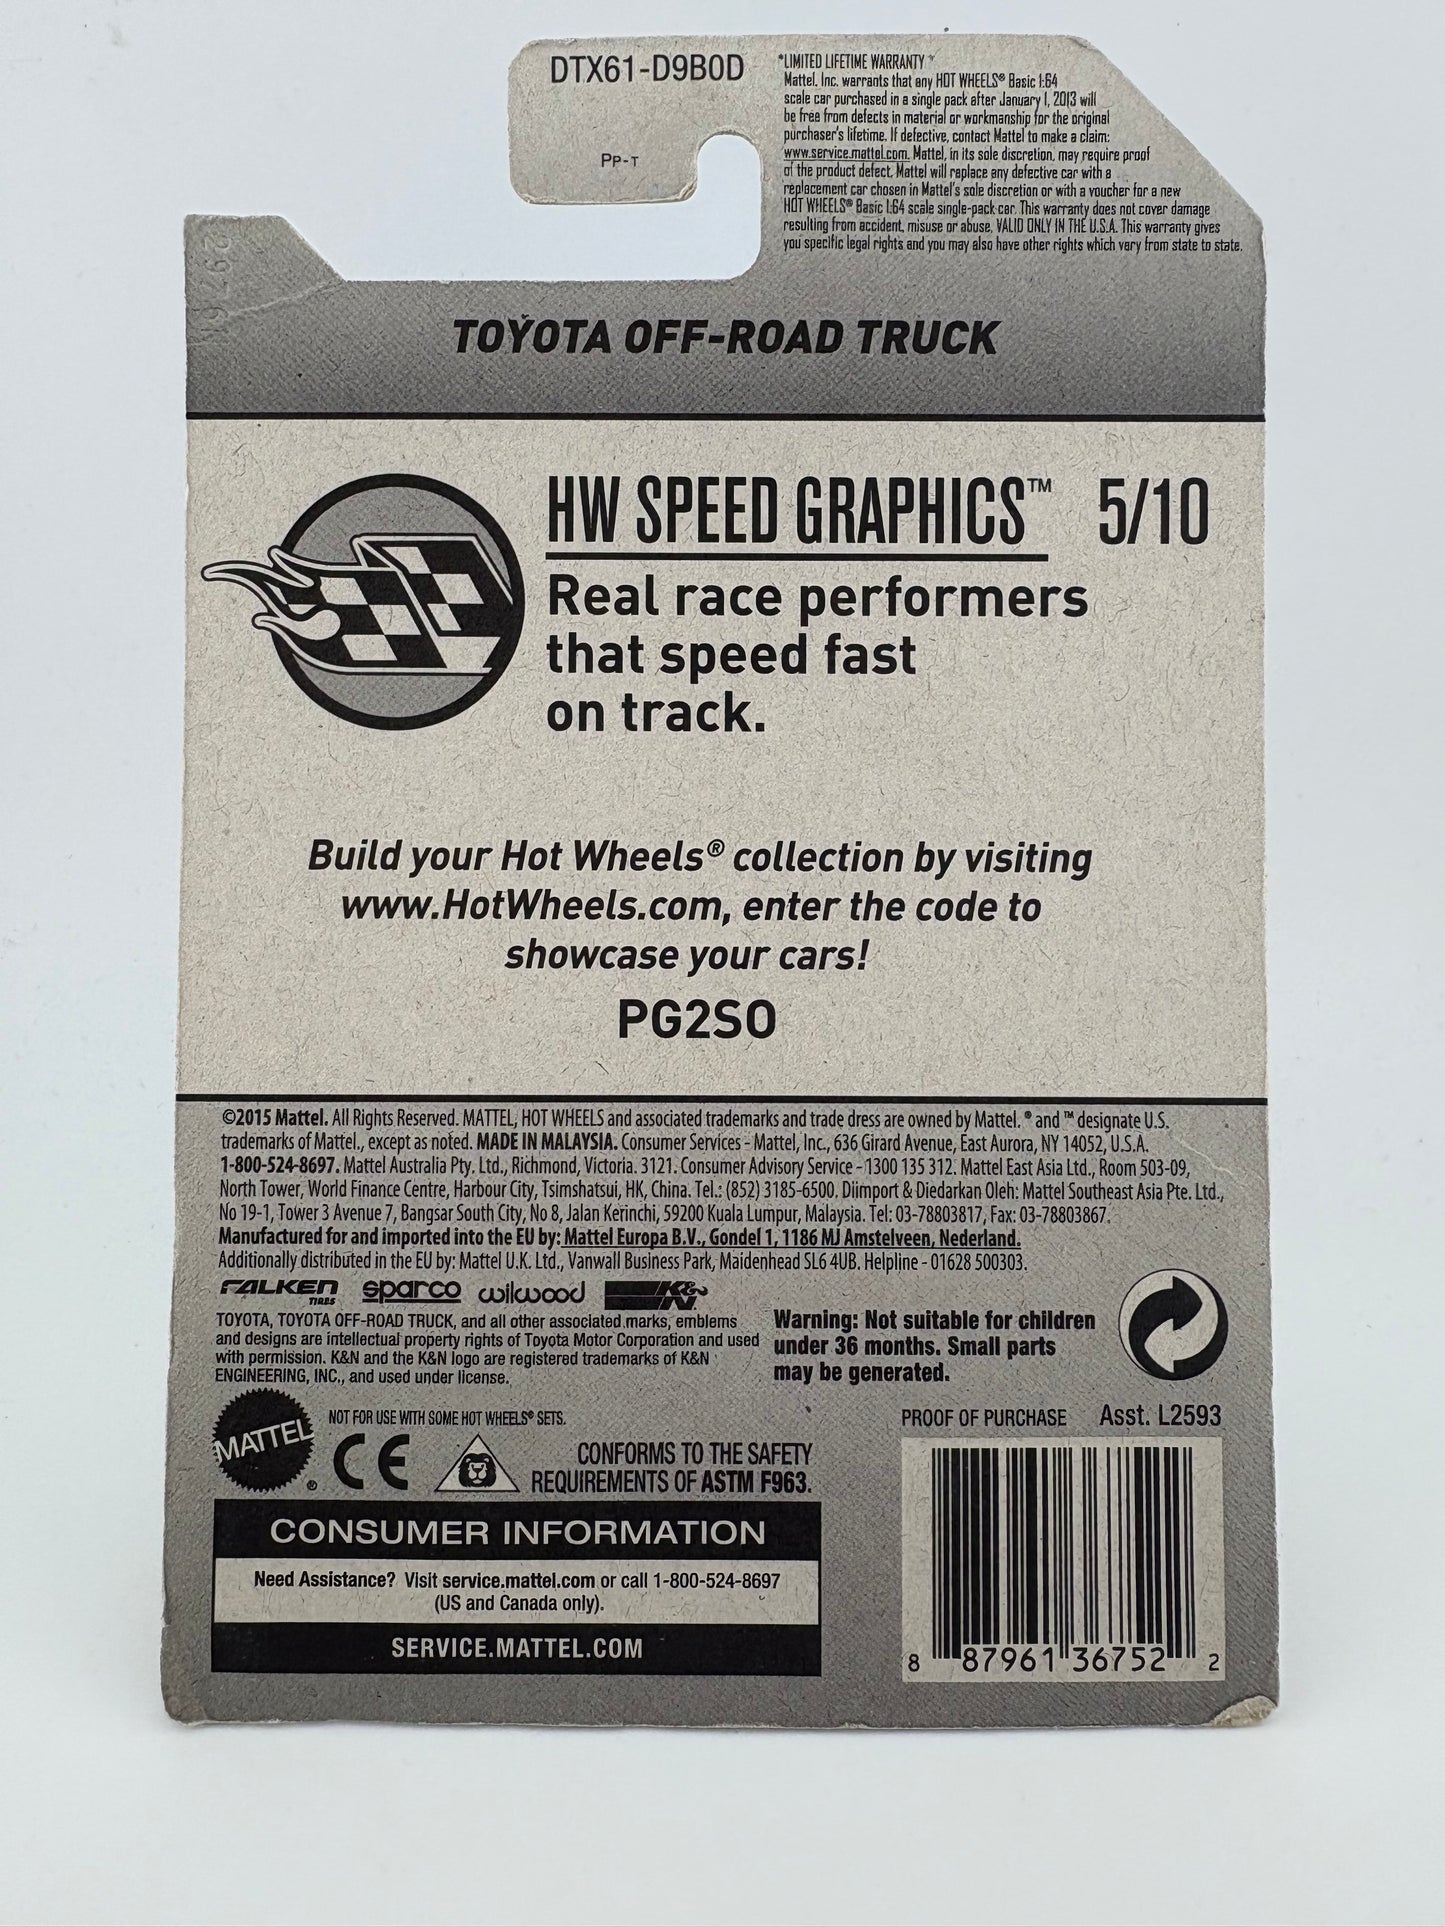 DTX61-D9B0D
PP-T
*LIMITED LIFETIME WARRANTY*
Mattel, Inc. warrants that any HOT WHEELS® Basic 1:64
scale car purchased in a single pack after January 1, 2013 will
be free from defects in material or workmanship for the original
purchaser's lifetime. If defective, contact Mattel to make a claim:
www.service.mattel.com. Mattel, in its sole discretion, may require proof
of the product defect. Mattel will replace any defective car with a
replacement car chosen in Mattel's sole discretion or with a voucher for a new
HOT WHEELS® Basic 1:64 scale single-pack car. This warranty does not cover damage
resulting from accident, misuse or abuse. VALID ONLY IN THE U.S.A. This warranty gives
you specific legal rights and you may also have other rights which vary from state to state.
TOYOTA OFF-ROAD TRUCK
HW SPEED GRAPHICS™ 5/10
Real race performers
that speed fast
on track.
Build your Hot Wheels® collection by visiting
www.HotWheels.com, enter the code to
showcase your cars!
PG2SO
©2015 Mattel. All Rights Reserved. MATTEL, HOT WHEELS and associated trademarks and trade dress are owned by Mattel. ® and ™ designate U.S.
trademarks of Mattel., except as noted. MADE IN MALAYSIA. Consumer Services - Mattel, Inc., 636 Girard Avenue, East Aurora, NY 14052, U.S.A.
1-800-524-8697. Mattel Australia Pty. Ltd., Richmond, Victoria. 3121. Consumer Advisory Service - 1300 135 312. Mattel East Asia Ltd., Room 503-09,
North Tower, World Finance Centre, Harbour City, Tsimshatsui, HK, China. Tel.: (852) 3185-6500. Diimport & Diedarkan Oleh: Mattel Southeast Asia Pte. Ltd.,
No 19-1, Tower 3 Avenue 7, Bangsar South City, No 8, Jalan Kerinchi, 59200 Kuala Lumpur, Malaysia. Tel: 03-78803817, Fax: 03-78803867.
Manufactured for and imported into the EU by: Mattel Europa B.V., Gondel 1, 1186 MJ Amstelveen, Nederland.
Additionally distributed in the EU by: Mattel U.K. Ltd., Vanwall Business Park, Maidenhead SL6 4UB. Helpline - 01628 500303.
FALKEN TIRES sparco wilwood K&N
TOYOTA, TOYOTA OFF-ROAD TRUCK, and all other associated marks, emblems
and designs are intellectual property rights of Toyota Motor Corporation and used
with permission. K&N and the K&N logo are registered trademarks of K&N
ENGINEERING, INC., and used under license.
Warning: Not suitable for children
under 36 months. Small parts
may be generated.
MATTEL®
NOT FOR USE WITH SOME HOT WHEELS® SETS.
CE
CONFORMS TO THE SAFETY
REQUIREMENTS OF ASTM F963.
PROOF OF PURCHASE Asst. L2593
CONSUMER INFORMATION
Need Assistance? Visit service.mattel.com or call 1-800-524-8697
(US and Canada only).
SERVICE.MATTEL.COM
8 87961 36752 2